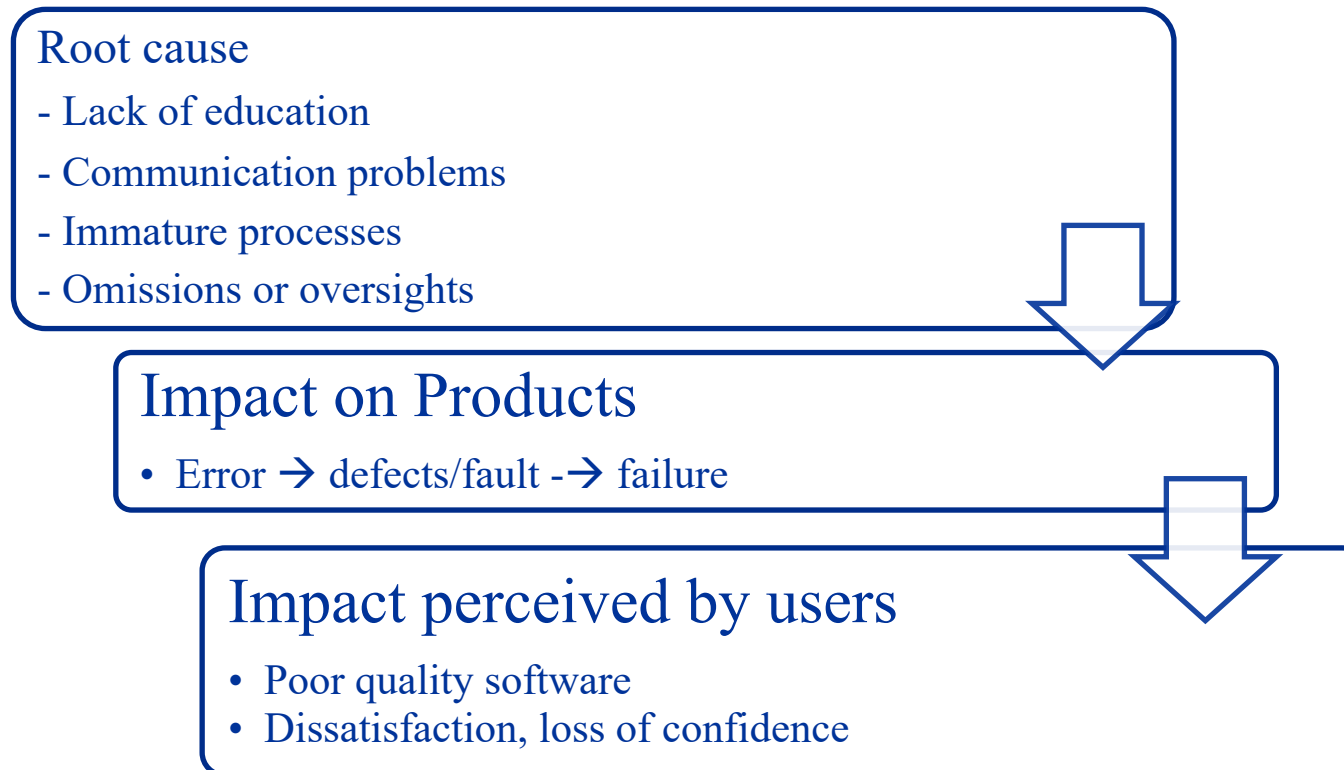 Root cause
- Lack of education
- Communication problems
- Immature processes
- Omissions or oversights
Impact on Products
• Error → defects/fault -→ failure
Impact perceived by users
• Poor quality software
• Dissatisfaction, loss of confidence